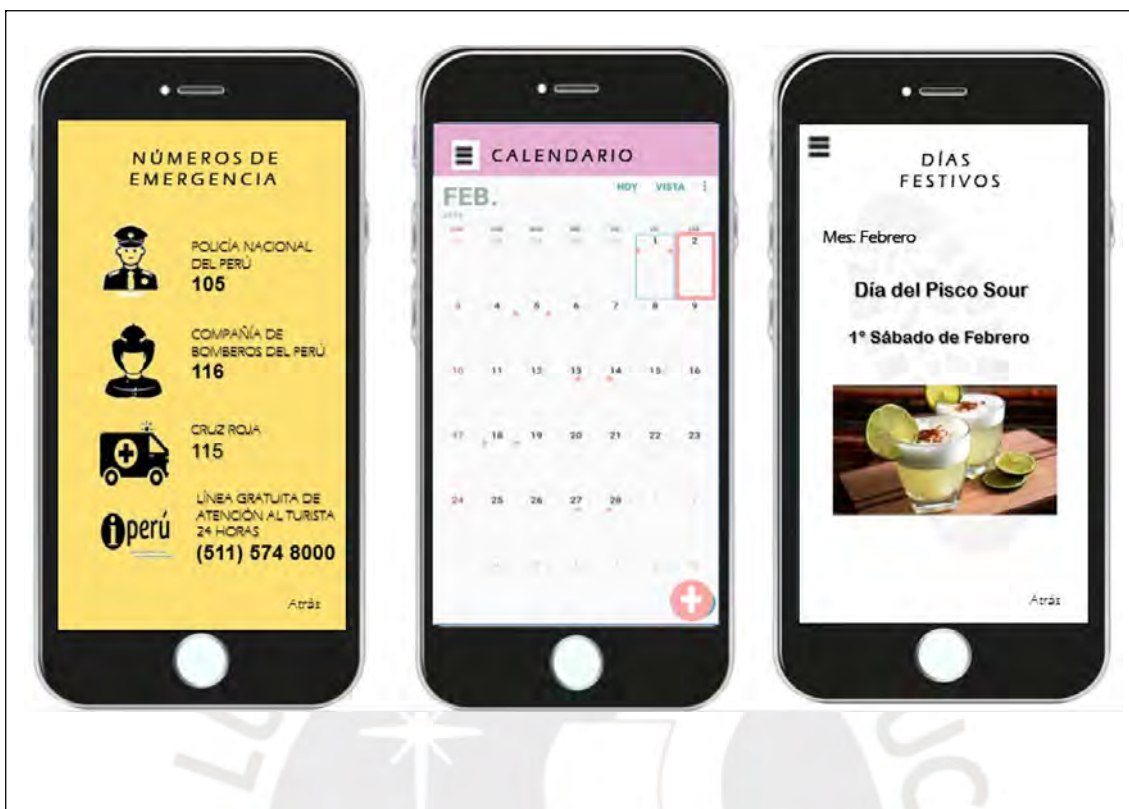 NÚMEROS DE
EMERGENCIA
POLICÍA NACIONAL
DEL PERÚ
105
COMPAÑÍA DE
BOMBEROS DEL PERÚ
116
CRUZ ROJA
115
iperú
LÍNEA GRATUITA DE
ATENCIÓN AL TURISTA
24 HORAS
(511) 574 8000
Atrás
CALENDARIO
FEB.
HOY VISTA
1 2
3 4 5 6 7 8 9
10 11 12 13 14 15 16
17 18 19 20 21 22 23
24 25 26 27 28
DÍAS
FESTIVOS
Mes: Febrero
Día del Pisco Sour
1° Sábado de Febrero
Atrás